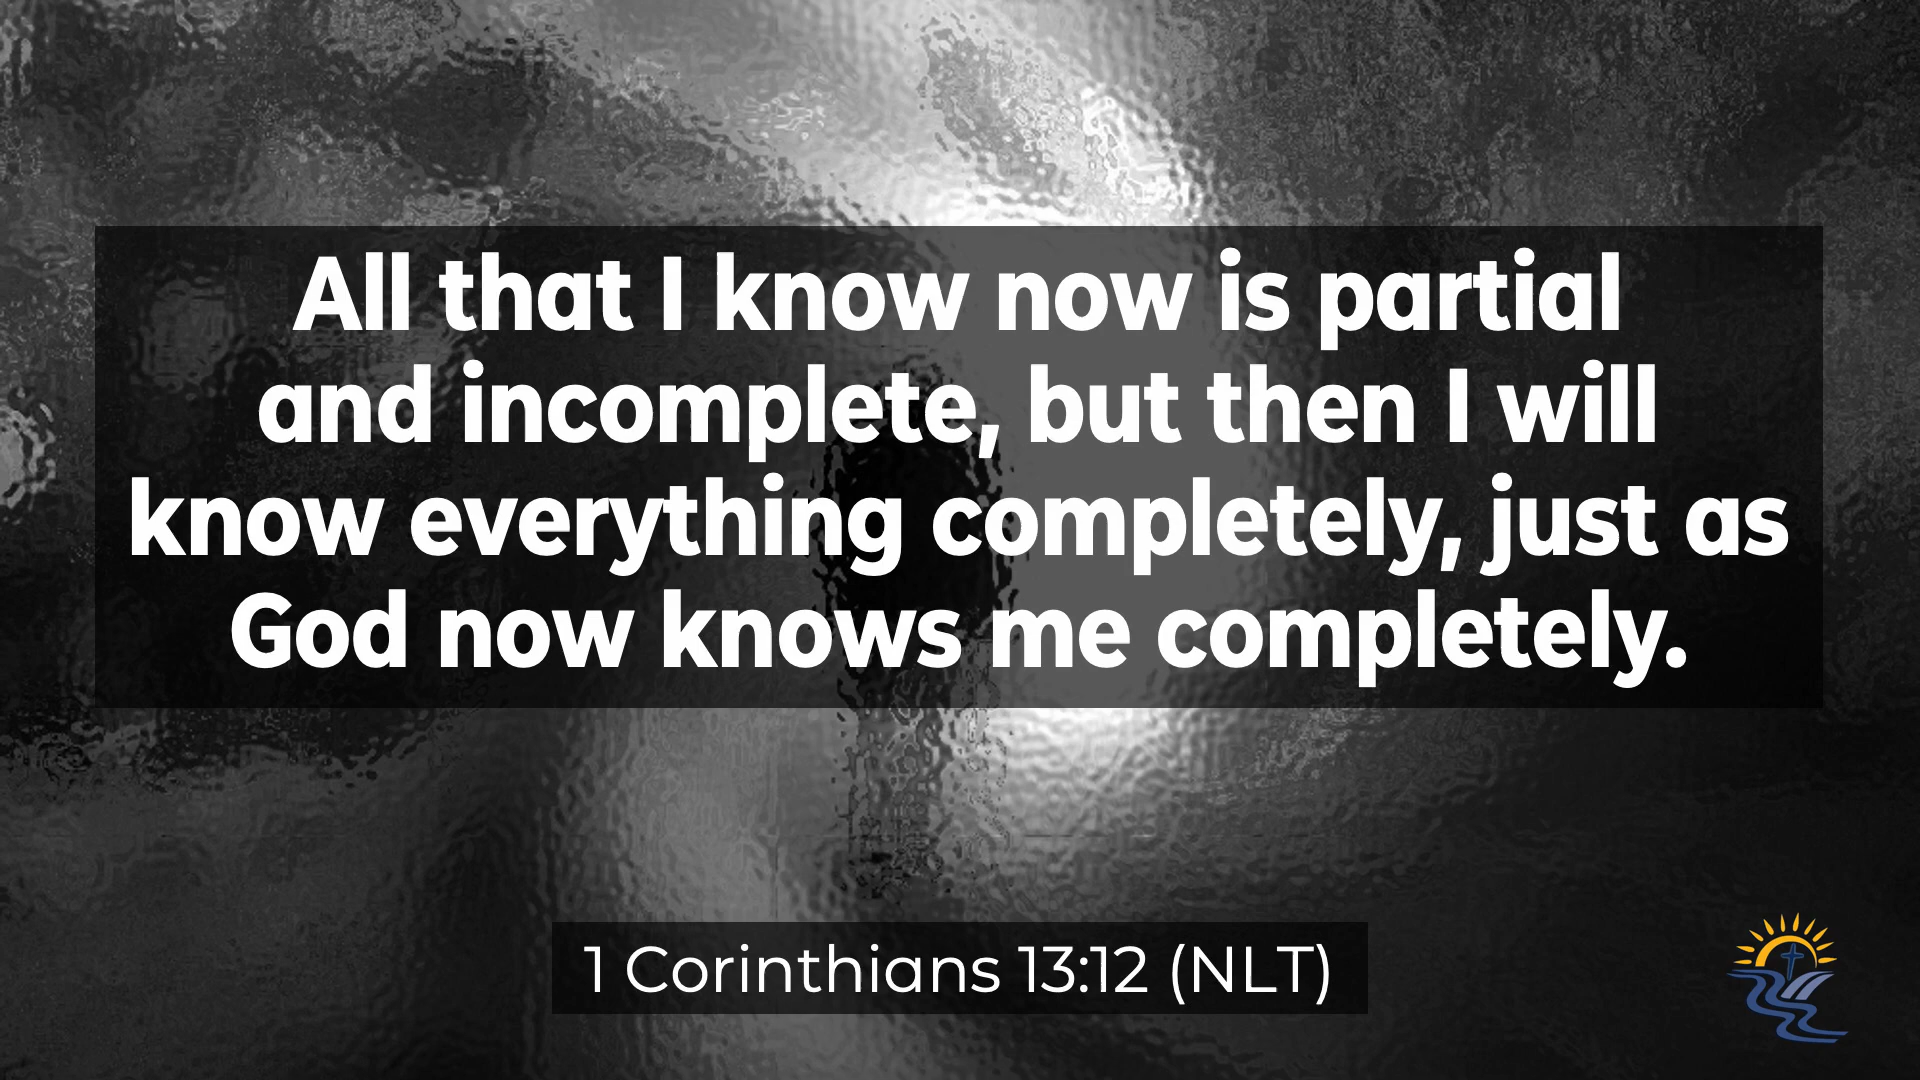 All that I know now is partial
and incomplete, but then I will
know everything completely, just as
God now knows me completely.
1 Corinthians 13:12 (NLT)